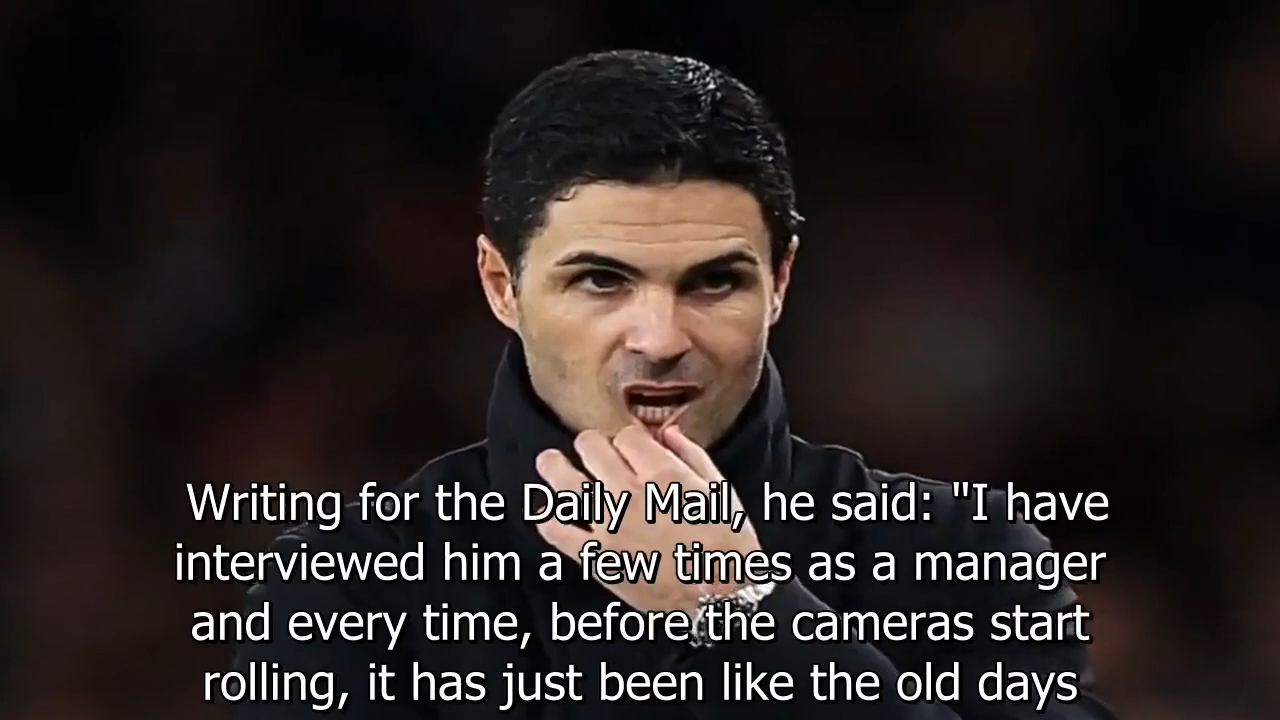 Writing for the Daily Mail, he said: "I have
interviewed him a few times as a manager
and every time, before the cameras start
rolling, it has just been like the old days